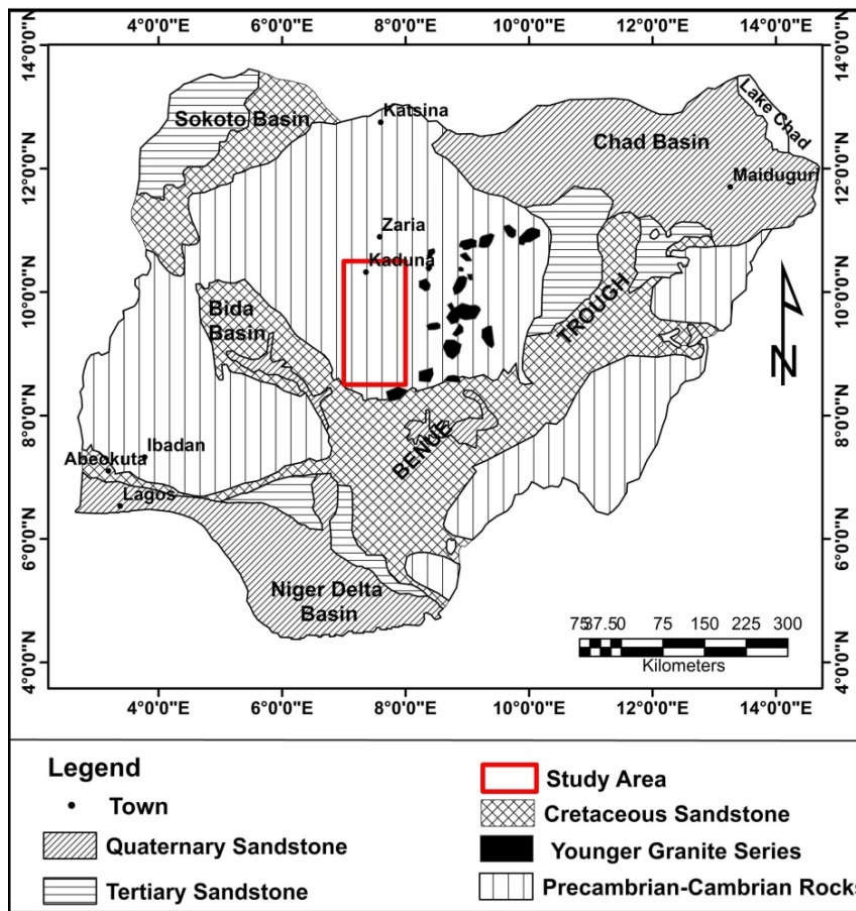 4°0'0"E 6°0'0"E 8°0'0"E 10°0'0"E 12°0'0"E 14°0'0"E
14°0'0"N
12°0'0"N
10°0'0"N
8°0'0"N
6°0'0"N
4°0'0"N
14°0'0"N
12°0'0"N
10°0'0"N
8°0'0"N
6°0'0"N
4°0'0"N
Sokoto Basin
Katsina
Chad Basin
Lake Chad
Maiduguri
Zaria
Kaduna
Bida
Basin
TROUGH
BENUE
N
Ibadan
Abeokuta
Lagos
Niger Delta
Basin
75 37.50 75 150 225 300
Kilometers
4°0'0"E 6°0'0"E 8°0'0"E 10°0'0"E 12°0'0"E 14°0'0"E
Legend
Town
Quaternary Sandstone
Tertiary Sandstone
Study Area
Cretaceous Sandstone
Younger Granite Series
Precambrian-Cambrian Rocks